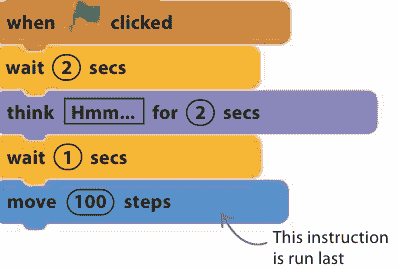 when clicked
wait 2 secs
think Hmm... for 2 secs
wait 1 secs
move 100 steps
This instruction
is run last